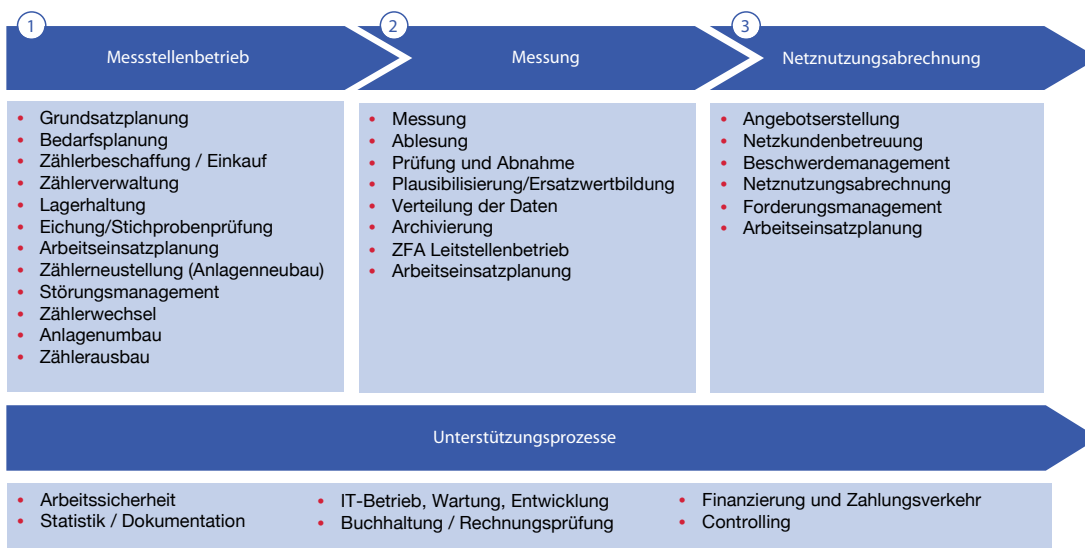 1
Messstellenbetrieb
• Grundsatzplanung
• Bedarfsplanung
• Zählerbeschaffung / Einkauf
• Zählerverwaltung
• Lagerhaltung
• Eichung/Stichprobenprüfung
• Arbeitseinsatzplanung
• Zählerneustellung (Anlagenneubau)
• Störungsmanagement
• Zählerwechsel
• Anlagenumbau
• Zählerausbau
2
Messung
• Messung
• Ablesung
• Prüfung und Abnahme
• Plausibilisierung/Ersatzwertbildung
• Verteilung der Daten
• Archivierung
• ZFA Leitstellenbetrieb
• Arbeitseinsatzplanung
3
Netznutzungsabrechnung
• Angebotserstellung
• Netzkundenbetreuung
• Beschwerdemanagement
• Netznutzungsabrechnung
• Forderungsmanagement
• Arbeitseinsatzplanung
Unterstützungsprozesse
• Arbeitssicherheit
• Statistik / Dokumentation
• IT-Betrieb, Wartung, Entwicklung
• Buchhaltung / Rechnungsprüfung
• Finanzierung und Zahlungsverkehr
• Controlling